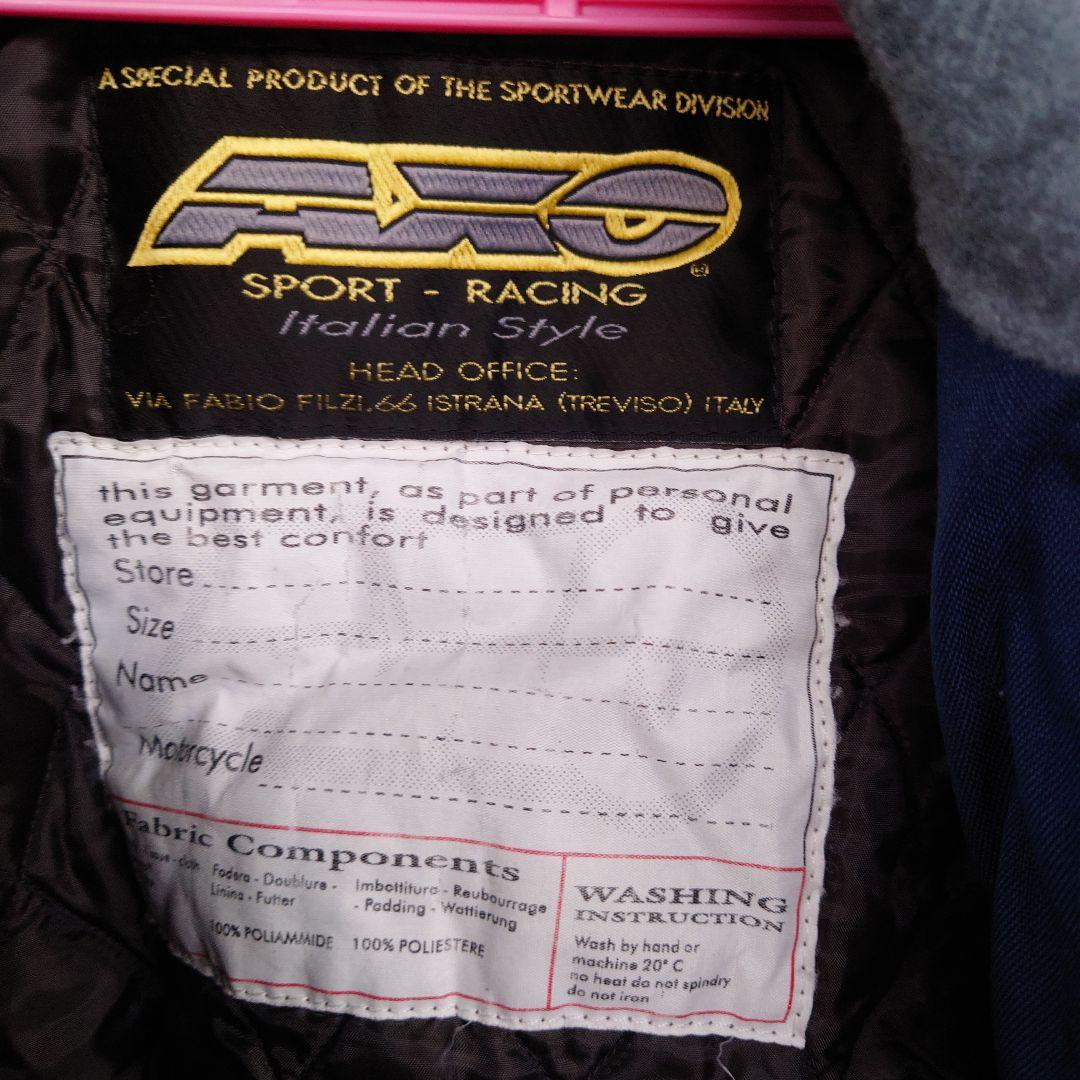 A SPECIAL PRODUCT OF THE SPORTWEAR DIVISION
AXO
®
SPORT - RACING
Italian Style
HEAD OFFICE:
VIA FABIO FILZI,66 ISTRANA (TREVISO) ITALY
this garment, as part of personal
equipment, is designed to give
the best confort
Store
Size
Name
Motorcycle
Fabric Components
Fodera - Doublure -
Lining - Futter
100% POLIAMMIDE
Imbottitura - Reubourrage
- Padding - Wattierung
100% POLIESTERE
WASHING
INSTRUCTION
Wash by hand or
machine 20° C
no heat do not spindry
do not iron